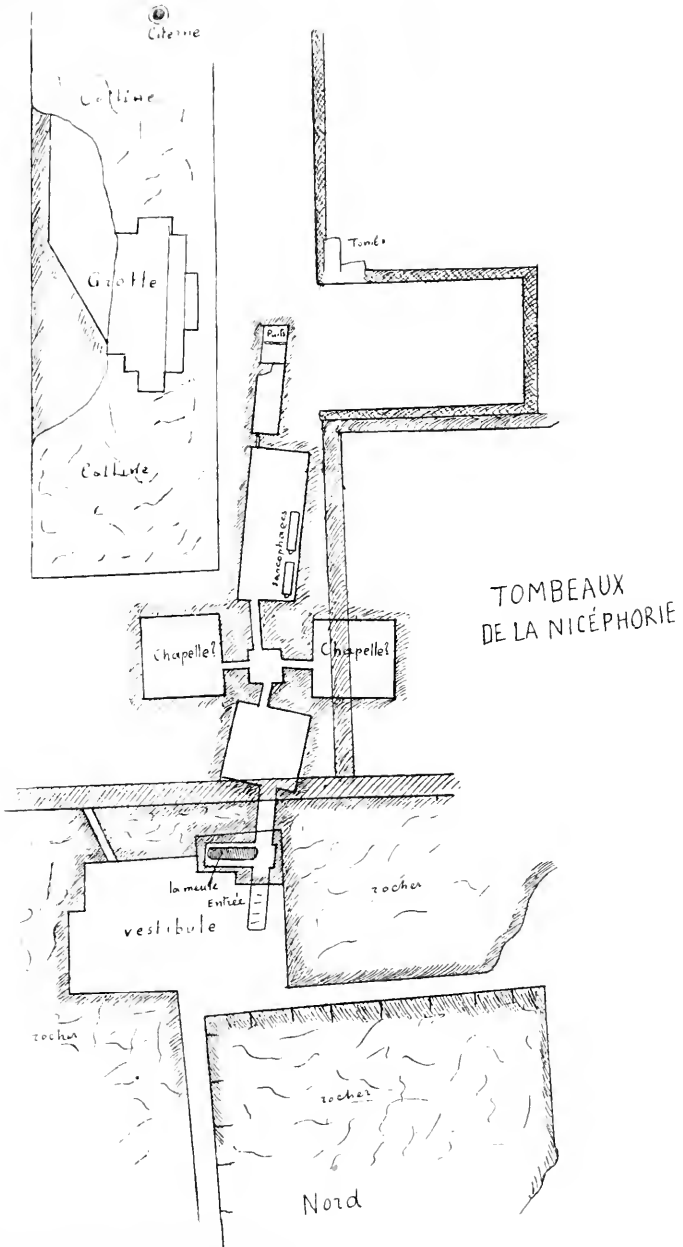 Citerne
Colline
Tombe
Grotte
Puits
Colline
sarcophages
TOMBEAUX
DE LA NICÉPHORIE
Chapelle?
Chapelle?
la meule
Entrée
rocher
vestibule
rocher
rocher
Nord